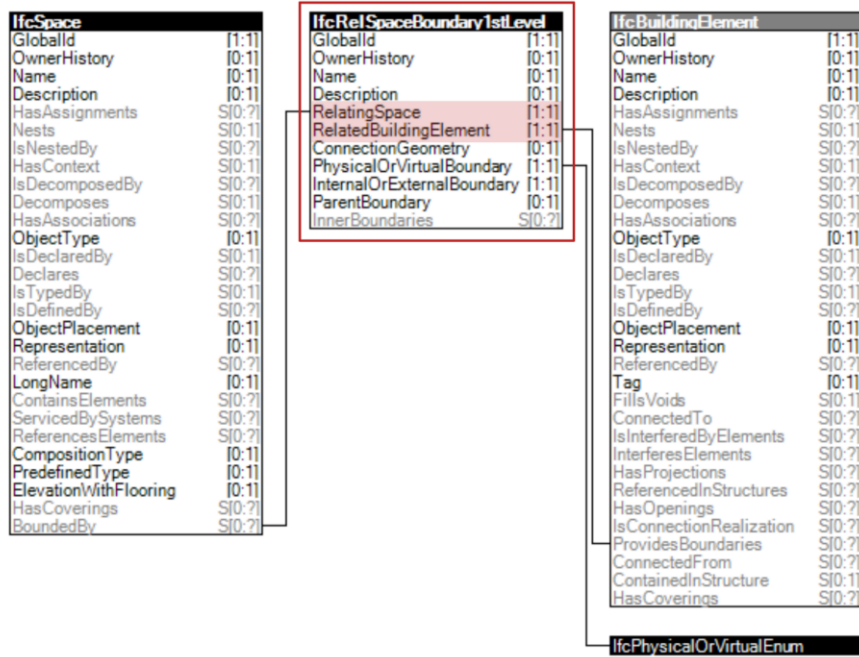 IfcSpace
GlobalId [1:1]
OwnerHistory [0:1]
Name [0:1]
Description [0:1]
HasAssignments S[0:?]
Nests S[0:1]
IsNestedBy S[0:?]
HasContext S[0:1]
IsDecomposedBy S[0:?]
Decomposes S[0:1]
HasAssociations S[0:?]
ObjectType [0:1]
IsDeclaredBy S[0:1]
Declares S[0:?]
IsTypedBy S[0:1]
IsDefinedBy S[0:?]
ObjectPlacement [0:1]
Representation [0:1]
ReferencedBy S[0:?]
LongName [0:1]
ContainsElements S[0:?]
ServicedBySystems S[0:?]
ReferencesElements S[0:?]
CompositionType [0:1]
PredefinedType [0:1]
ElevationWithFlooring [0:1]
HasCoverings S[0:?]
BoundedBy S[0:?]
IfcRelSpaceBoundary1stLevel
GlobalId [1:1]
OwnerHistory [0:1]
Name [0:1]
Description [0:1]
RelatingSpace [1:1]
RelatedBuildingElement [1:1]
ConnectionGeometry [0:1]
PhysicalOrVirtualBoundary [1:1]
InternalOrExternalBoundary [1:1]
ParentBoundary [0:1]
InnerBoundaries S[0:?]
IfcBuildingElement
GlobalId [1:1]
OwnerHistory [0:1]
Name [0:1]
Description [0:1]
HasAssignments S[0:?]
Nests S[0:1]
IsNestedBy S[0:?]
HasContext S[0:1]
IsDecomposedBy S[0:?]
Decomposes S[0:1]
HasAssociations S[0:?]
ObjectType [0:1]
IsDeclaredBy S[0:1]
Declares S[0:?]
IsTypedBy S[0:1]
IsDefinedBy S[0:?]
ObjectPlacement [0:1]
Representation [0:1]
ReferencedBy S[0:?]
Tag [0:1]
FillsVoids S[0:1]
ConnectedTo S[0:?]
IsInterferedByElements S[0:?]
InterferesElements S[0:?]
HasProjections S[0:?]
ReferencedInStructures S[0:?]
HasOpenings S[0:?]
IsConnectionRealization S[0:?]
ProvidesBoundaries S[0:?]
ConnectedFrom S[0:?]
ContainedInStructure S[0:1]
HasCoverings S[0:?]
IfcPhysicalOrVirtualEnum